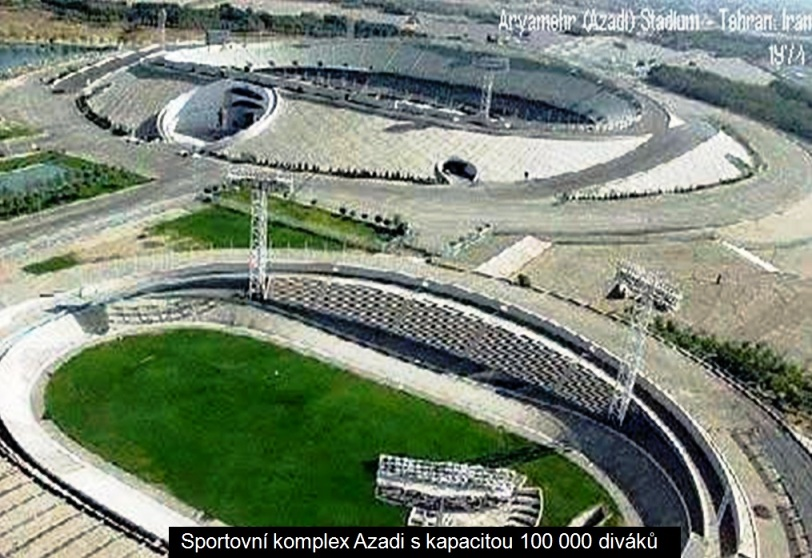 Aryamehr (Azadi) Stadium - Tehran, Iran
1974
Sportovní komplex Azadi s kapacitou 100 000 diváků